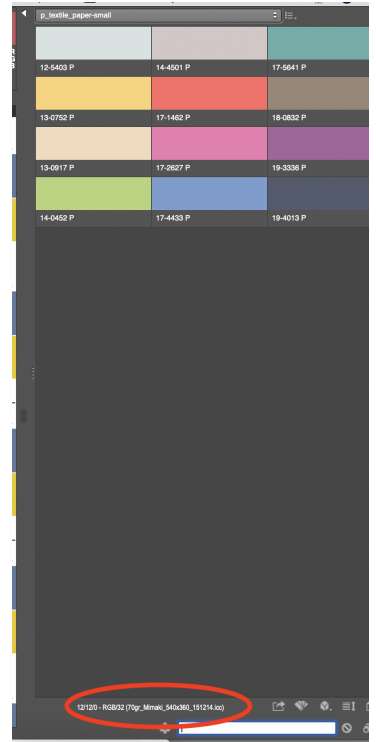 p_textile_paper-small
12-5403 P 14-4501 P 17-5641 P
13-0752 P 17-1462 P 18-0832 P
13-0917 P 17-2627 P 19-3336 P
14-0452 P 17-4433 P 19-4013 P
12/12/0 - RGB/32 (70gr_Mimaki_540x360_151214.icc)